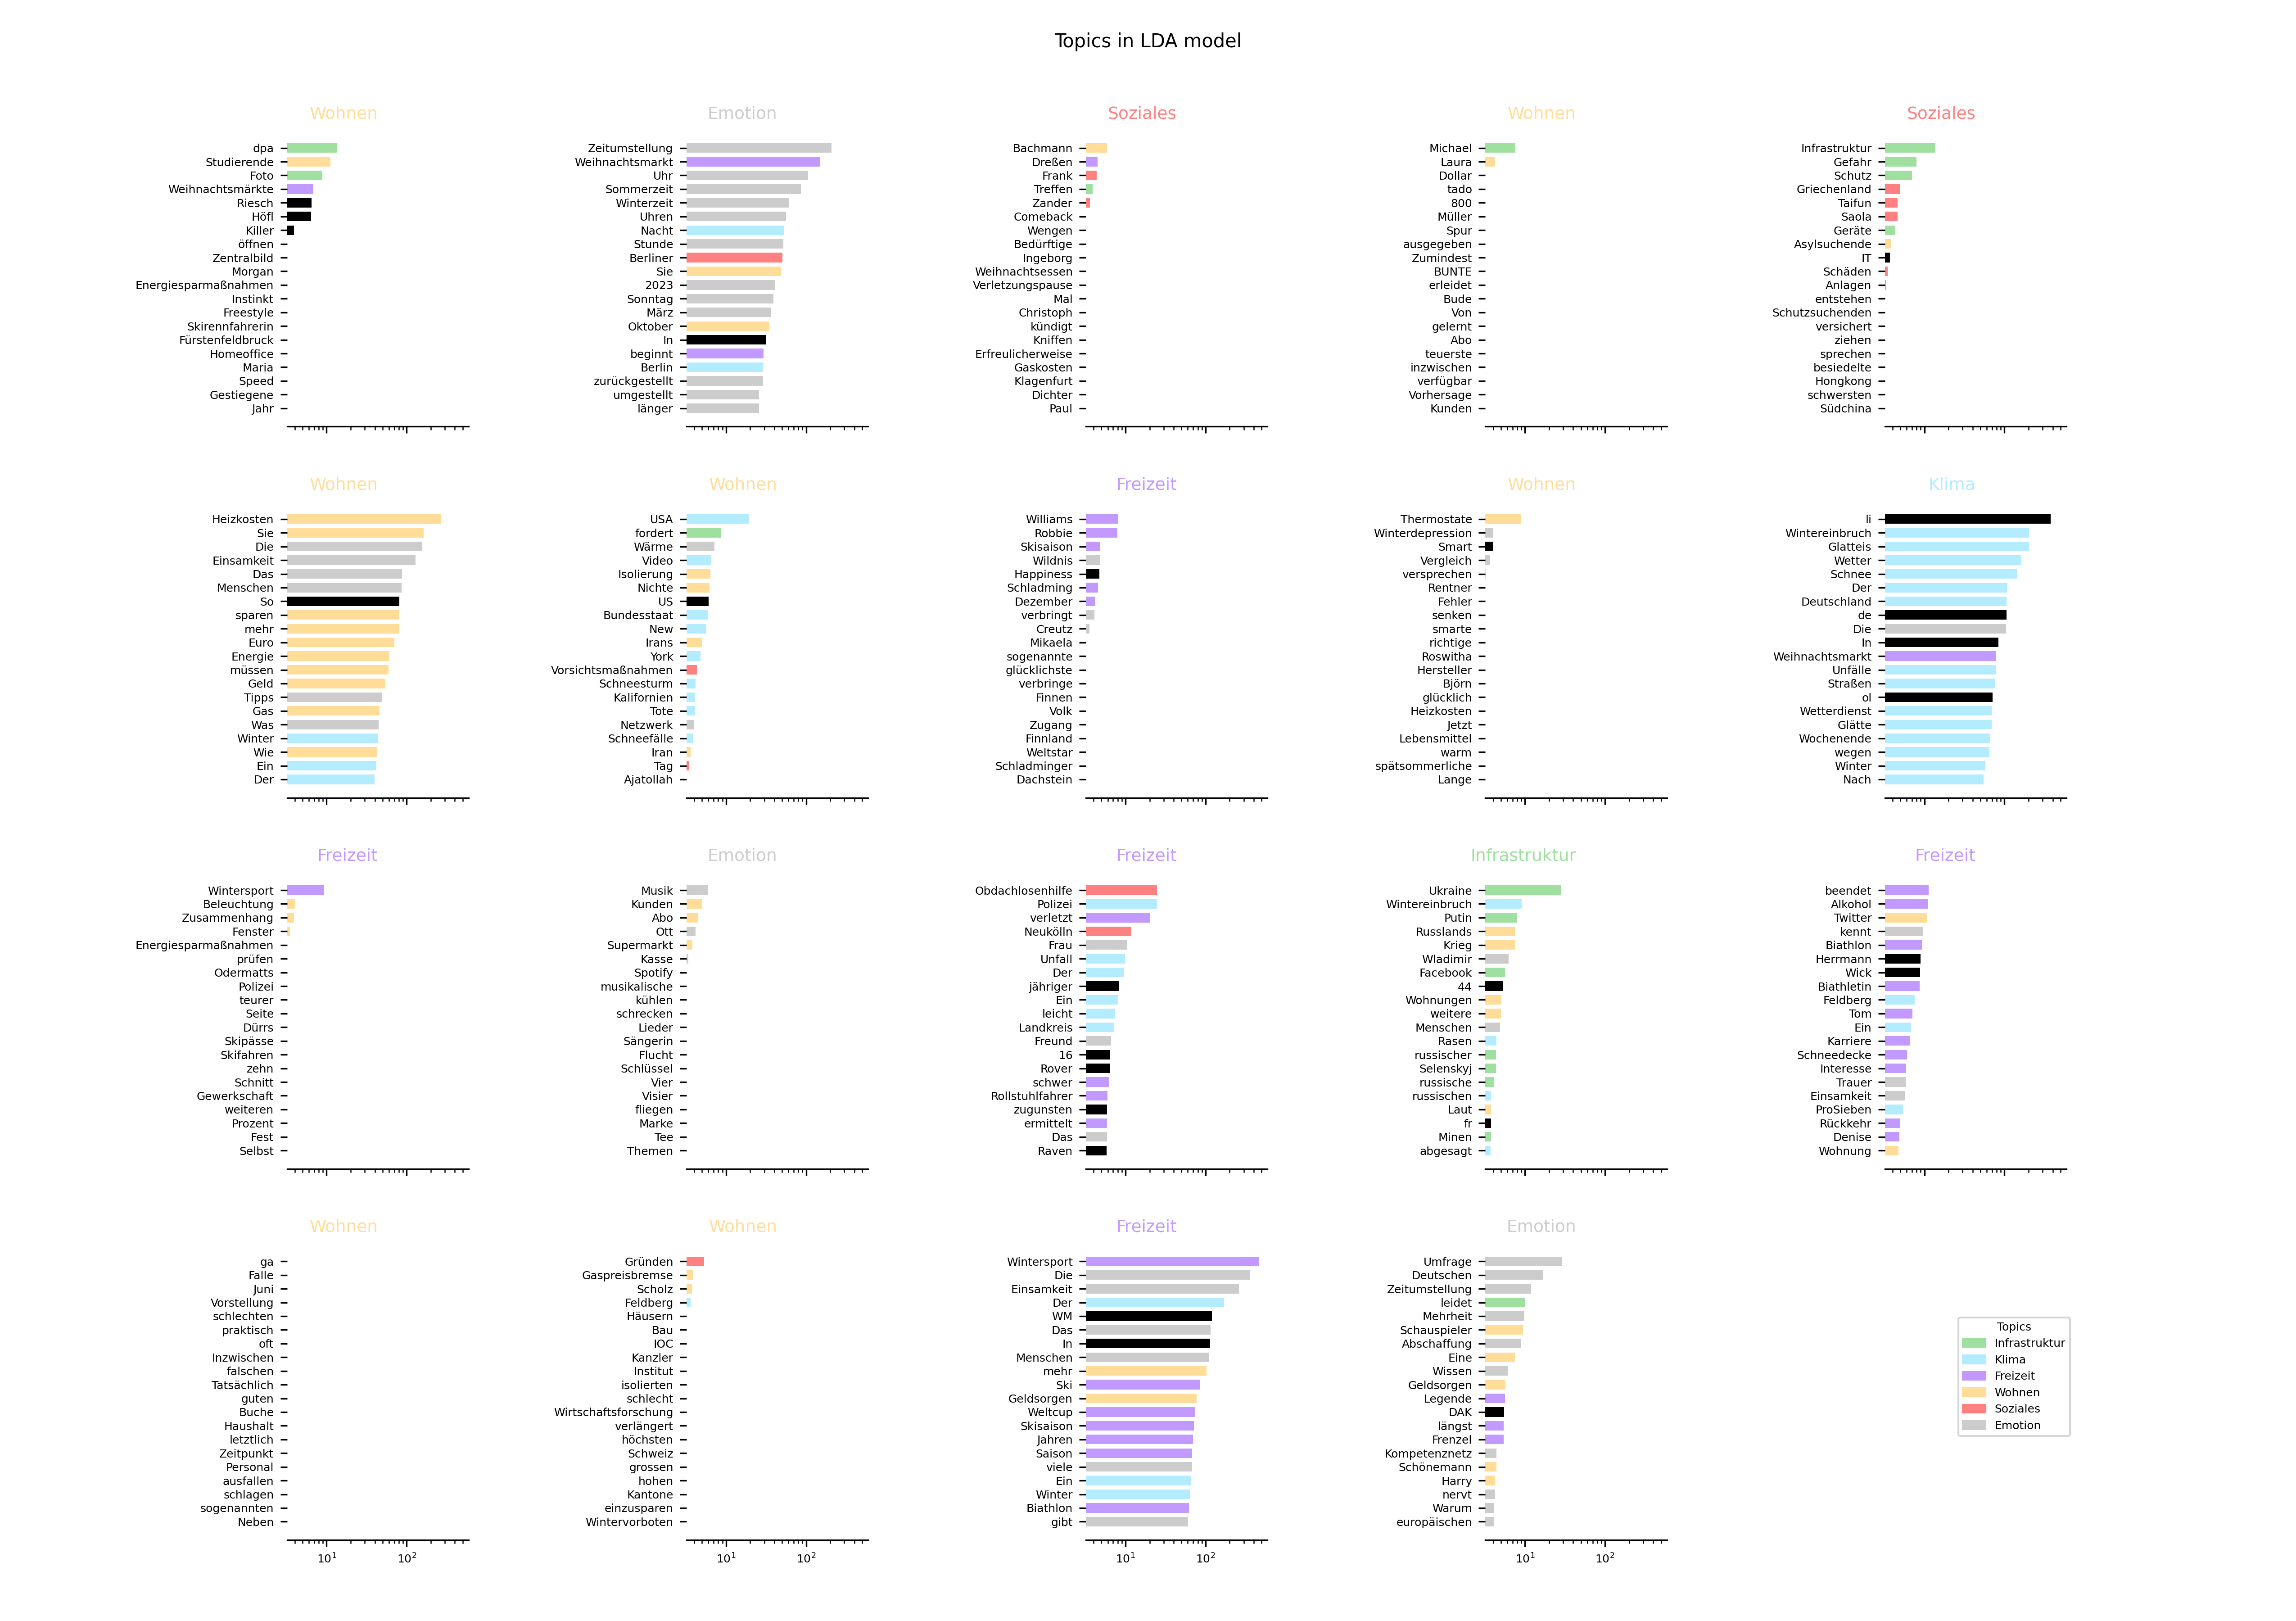 Topics in LDA model
Wohnen
dpa
Studierende
Foto
Weihnachtsmärkte
Riesch
Höfl
Killer
öffnen
Zentralbild
Morgan
Energiesparmaßnahmen
Instinkt
Freestyle
Skirennfahrerin
Fürstenfeldbruck
Homeoffice
Maria
Speed
Gestiegene
Jahr
Emotion
Zeitumstellung
Weihnachtsmarkt
Uhr
Sommerzeit
Winterzeit
Uhren
Nacht
Stunde
Berliner
Sie
2023
Sonntag
März
Oktober
In
beginnt
Berlin
zurückgestellt
umgestellt
länger
Soziales
Bachmann
Dreßen
Frank
Treffen
Zander
Comeback
Wengen
Bedürftige
Ingeborg
Weihnachtsessen
Verletzungspause
Mal
Christoph
kündigt
Kniffen
Erfreulicherweise
Gaskosten
Klagenfurt
Dichter
Paul
Wohnen
Michael
Laura
Dollar
tado
800
Müller
Spur
ausgegeben
Zumindest
BUNTE
erleidet
Bude
Von
gelernt
Abo
teuerste
inzwischen
verfügbar
Vorhersage
Kunden
Soziales
Infrastruktur
Gefahr
Schutz
Griechenland
Taifun
Saola
Geräte
Asylsuchende
IT
Schäden
Anlagen
entstehen
Schutzsuchenden
versichert
ziehen
sprechen
besiedelte
Hongkong
schwersten
Südchina
Wohnen
Heizkosten
Sie
Die
Einsamkeit
Das
Menschen
So
sparen
mehr
Euro
Energie
müssen
Geld
Tipps
Gas
Was
Winter
Wie
Ein
Der
Wohnen
USA
fordert
Wärme
Video
Isolierung
Nichte
US
Bundesstaat
New
Irans
York
Vorsichtsmaßnahmen
Schneesturm
Kalifornien
Tote
Netzwerk
Schneefälle
Iran
Tag
Ajatollah
Freizeit
Williams
Robbie
Skisaison
Wildnis
Happiness
Schladming
Dezember
verbringt
Creutz
Mikaela
sogenannte
glücklichste
verbringe
Finnen
Volk
Zugang
Finnland
Weltstar
Schladminger
Dachstein
Wohnen
Thermostate
Winterdepression
Smart
Vergleich
versprechen
Rentner
Fehler
senken
smarte
richtige
Roswitha
Hersteller
Björn
glücklich
Heizkosten
Jetzt
Lebensmittel
warm
spätsommerliche
Lange
Klima
li
Wintereinbruch
Glatteis
Wetter
Schnee
Der
Deutschland
de
Die
In
Weihnachtsmarkt
Unfälle
Straßen
ol
Wetterdienst
Glätte
Wochenende
wegen
Winter
Nach
Freizeit
Wintersport
Beleuchtung
Zusammenhang
Fenster
Energiesparmaßnahmen
prüfen
Odermatts
Polizei
teurer
Seite
Dürrs
Skipässe
Skifahren
zehn
Schnitt
Gewerkschaft
weiteren
Prozent
Fest
Selbst
Emotion
Musik
Kunden
Abo
Ott
Supermarkt
Kasse
Spotify
musikalische
kühlen
schrecken
Lieder
Sängerin
Flucht
Schlüssel
Vier
Visier
fliegen
Marke
Tee
Themen
Freizeit
Obdachlosenhilfe
Polizei
verletzt
Neukölln
Frau
Unfall
Der
jähriger
Ein
leicht
Landkreis
Freund
16
Rover
schwer
Rollstuhlfahrer
zugunsten
ermittelt
Das
Raven
Infrastruktur
Ukraine
Wintereinbruch
Putin
Russlands
Krieg
Wladimir
Facebook
44
Wohnungen
weitere
Menschen
Rasen
russischer
Selenskyj
russische
russischen
Laut
fr
Minen
abgesagt
Freizeit
beendet
Alkohol
Twitter
kennt
Biathlon
Herrmann
Wick
Biathletin
Feldberg
Tom
Ein
Karriere
Schneedecke
Interesse
Trauer
Einsamkeit
ProSieben
Rückkehr
Denise
Wohnung
Wohnen
ga
Falle
Juni
Vorstellung
schlechten
praktisch
oft
Inzwischen
falschen
Tatsächlich
guten
Buche
Haushalt
letztlich
Zeitpunkt
Personal
ausfallen
schlagen
sogenannten
Neben
10¹ 10²
Wohnen
Gründen
Gaspreisbremse
Scholz
Feldberg
Häusern
Bau
IOC
Kanzler
Institut
isolierten
schlecht
Wirtschaftsforschung
verlängert
höchsten
Schweiz
grossen
hohen
Kantone
einzusparen
Wintervorboten
10¹ 10²
Freizeit
Wintersport
Die
Einsamkeit
Der
WM
Das
In
Menschen
mehr
Ski
Geldsorgen
Weltcup
Skisaison
Jahren
Saison
viele
Ein
Winter
Biathlon
gibt
10¹ 10²
Emotion
Umfrage
Deutschen
Zeitumstellung
leidet
Mehrheit
Schauspieler
Abschaffung
Eine
Wissen
Geldsorgen
Legende
DAK
längst
Frenzel
Kompetenznetz
Schönemann
Harry
nervt
Warum
europäischen
10¹ 10²
Topics
Infrastruktur
Klima
Freizeit
Wohnen
Soziales
Emotion